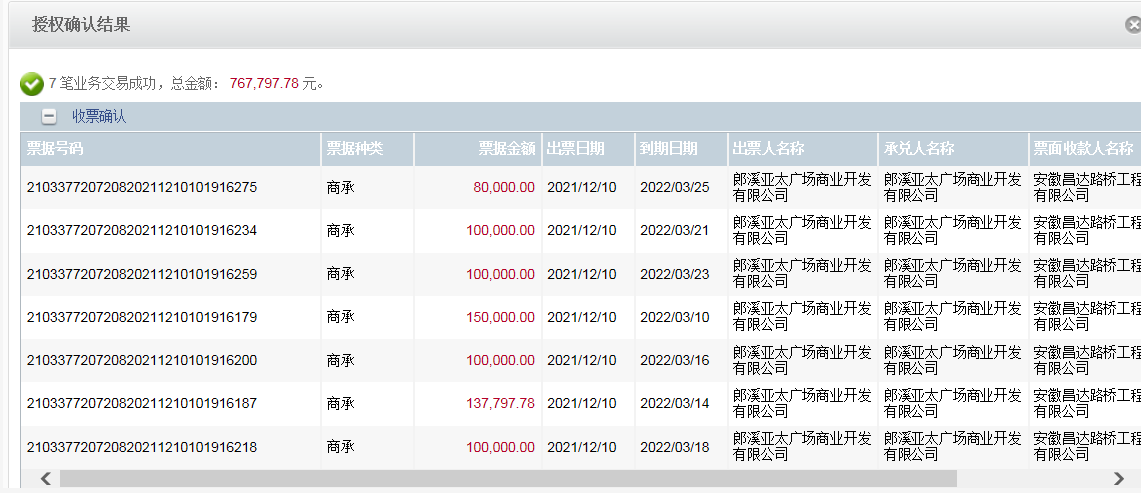 授权确认结果
7 笔业务交易成功，总金额： 767,797.78 元。
收票确认
票据号码 票据种类 票据金额 出票日期 到期日期 出票人名称 承兑人名称 票面收款人名称
210337720720820211210101916275 商承 80,000.00 2021/12/10 2022/03/25 郎溪亚太广场商业开发 郎溪亚太广场商业开发 安徽昌达路桥工程
有限公司 有限公司 有限公司
210337720720820211210101916234 商承 100,000.00 2021/12/10 2022/03/21 郎溪亚太广场商业开发 郎溪亚太广场商业开发 安徽昌达路桥工程
有限公司 有限公司 有限公司
210337720720820211210101916259 商承 100,000.00 2021/12/10 2022/03/23 郎溪亚太广场商业开发 郎溪亚太广场商业开发 安徽昌达路桥工程
有限公司 有限公司 有限公司
210337720720820211210101916179 商承 150,000.00 2021/12/10 2022/03/10 郎溪亚太广场商业开发 郎溪亚太广场商业开发 安徽昌达路桥工程
有限公司 有限公司 有限公司
210337720720820211210101916200 商承 100,000.00 2021/12/10 2022/03/16 郎溪亚太广场商业开发 郎溪亚太广场商业开发 安徽昌达路桥工程
有限公司 有限公司 有限公司
210337720720820211210101916187 商承 137,797.78 2021/12/10 2022/03/14 郎溪亚太广场商业开发 郎溪亚太广场商业开发 安徽昌达路桥工程
有限公司 有限公司 有限公司
210337720720820211210101916218 商承 100,000.00 2021/12/10 2022/03/18 郎溪亚太广场商业开发 郎溪亚太广场商业开发 安徽昌达路桥工程
有限公司 有限公司 有限公司